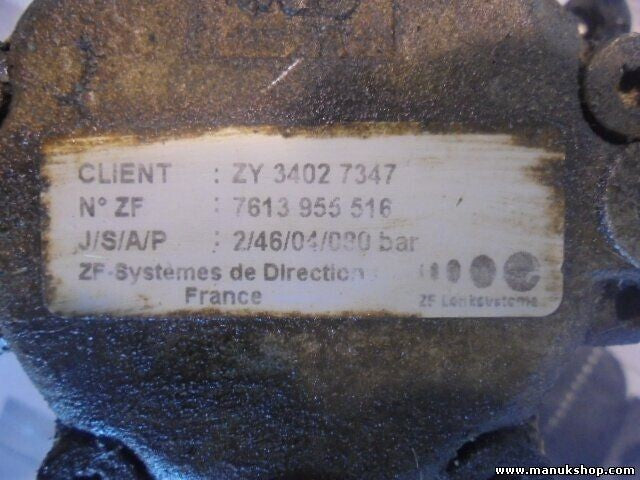 CLIENT : ZY 3402 7347
N° ZF : 7613 955 516
J/S/A/P : 2/46/04/080 bar
ZF-Systèmes de Direction
France
ZF Lenksysteme
www.manukshop.com